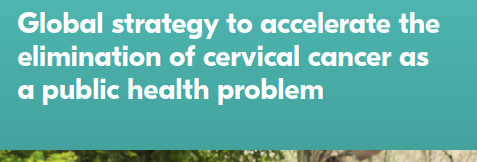 Global strategy to accelerate the
elimination of cervical cancer as
a public health problem